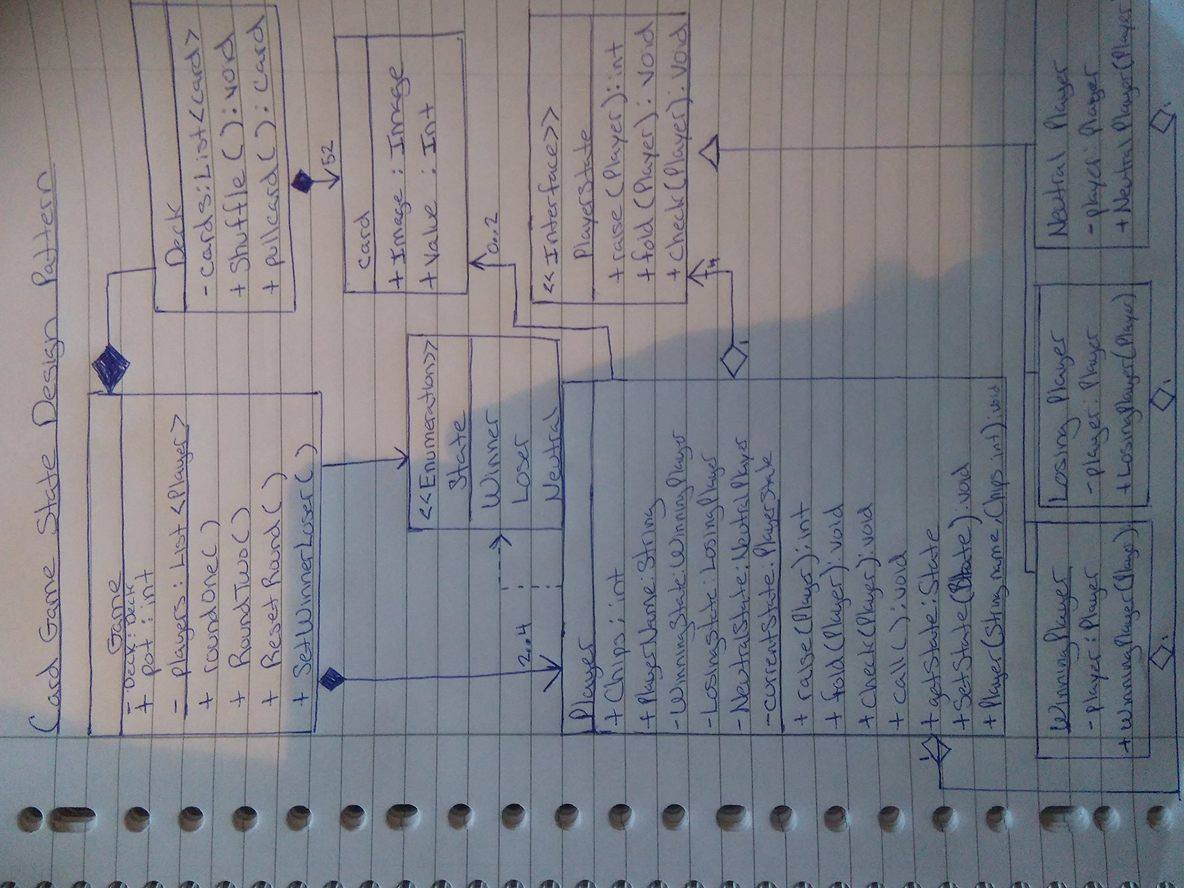 Card Game State Design Pattern
Game
- Deck: Deck
+ pot : int
- players : List <Player>
+ roundOne( )
+ RoundTwo( )
+ ResetRound( )
+ SetWinnerLoser( )
Deck
- cards:List<card>
+ Shuffle( ): void
+ pullcard( ): Card
52
Card
+ Image : Image
+ Value : Int
0..2
<<Enumeration>>
State
Winner
Loser
Neutral
<<Interface>>
PlayerState
+ raise(Player): int
+ fold(Player): void
+ Check(Player): Void
2..4
Player
+ Chips : int
+ PlayerName: String
- WinningState: WinningPlayer
- LosingState : LosingPlayer
- NeutralState: NeutralPlayer
- currentState: PlayerState
+ raise(Player): int
+ fold(Player): void
+ Check(Player): void
+ call( ): void
+ getState: State
+ SetState(State): void
+ Player(String name, Chips int): void
1
WinningPlayer
- player: Player
+ WinningPlayer(Player)
Losing Player
- player: Player
+ LosingPlayer(Player)
Neutral Player
- player: Player
+ NeutralPlayer(Player